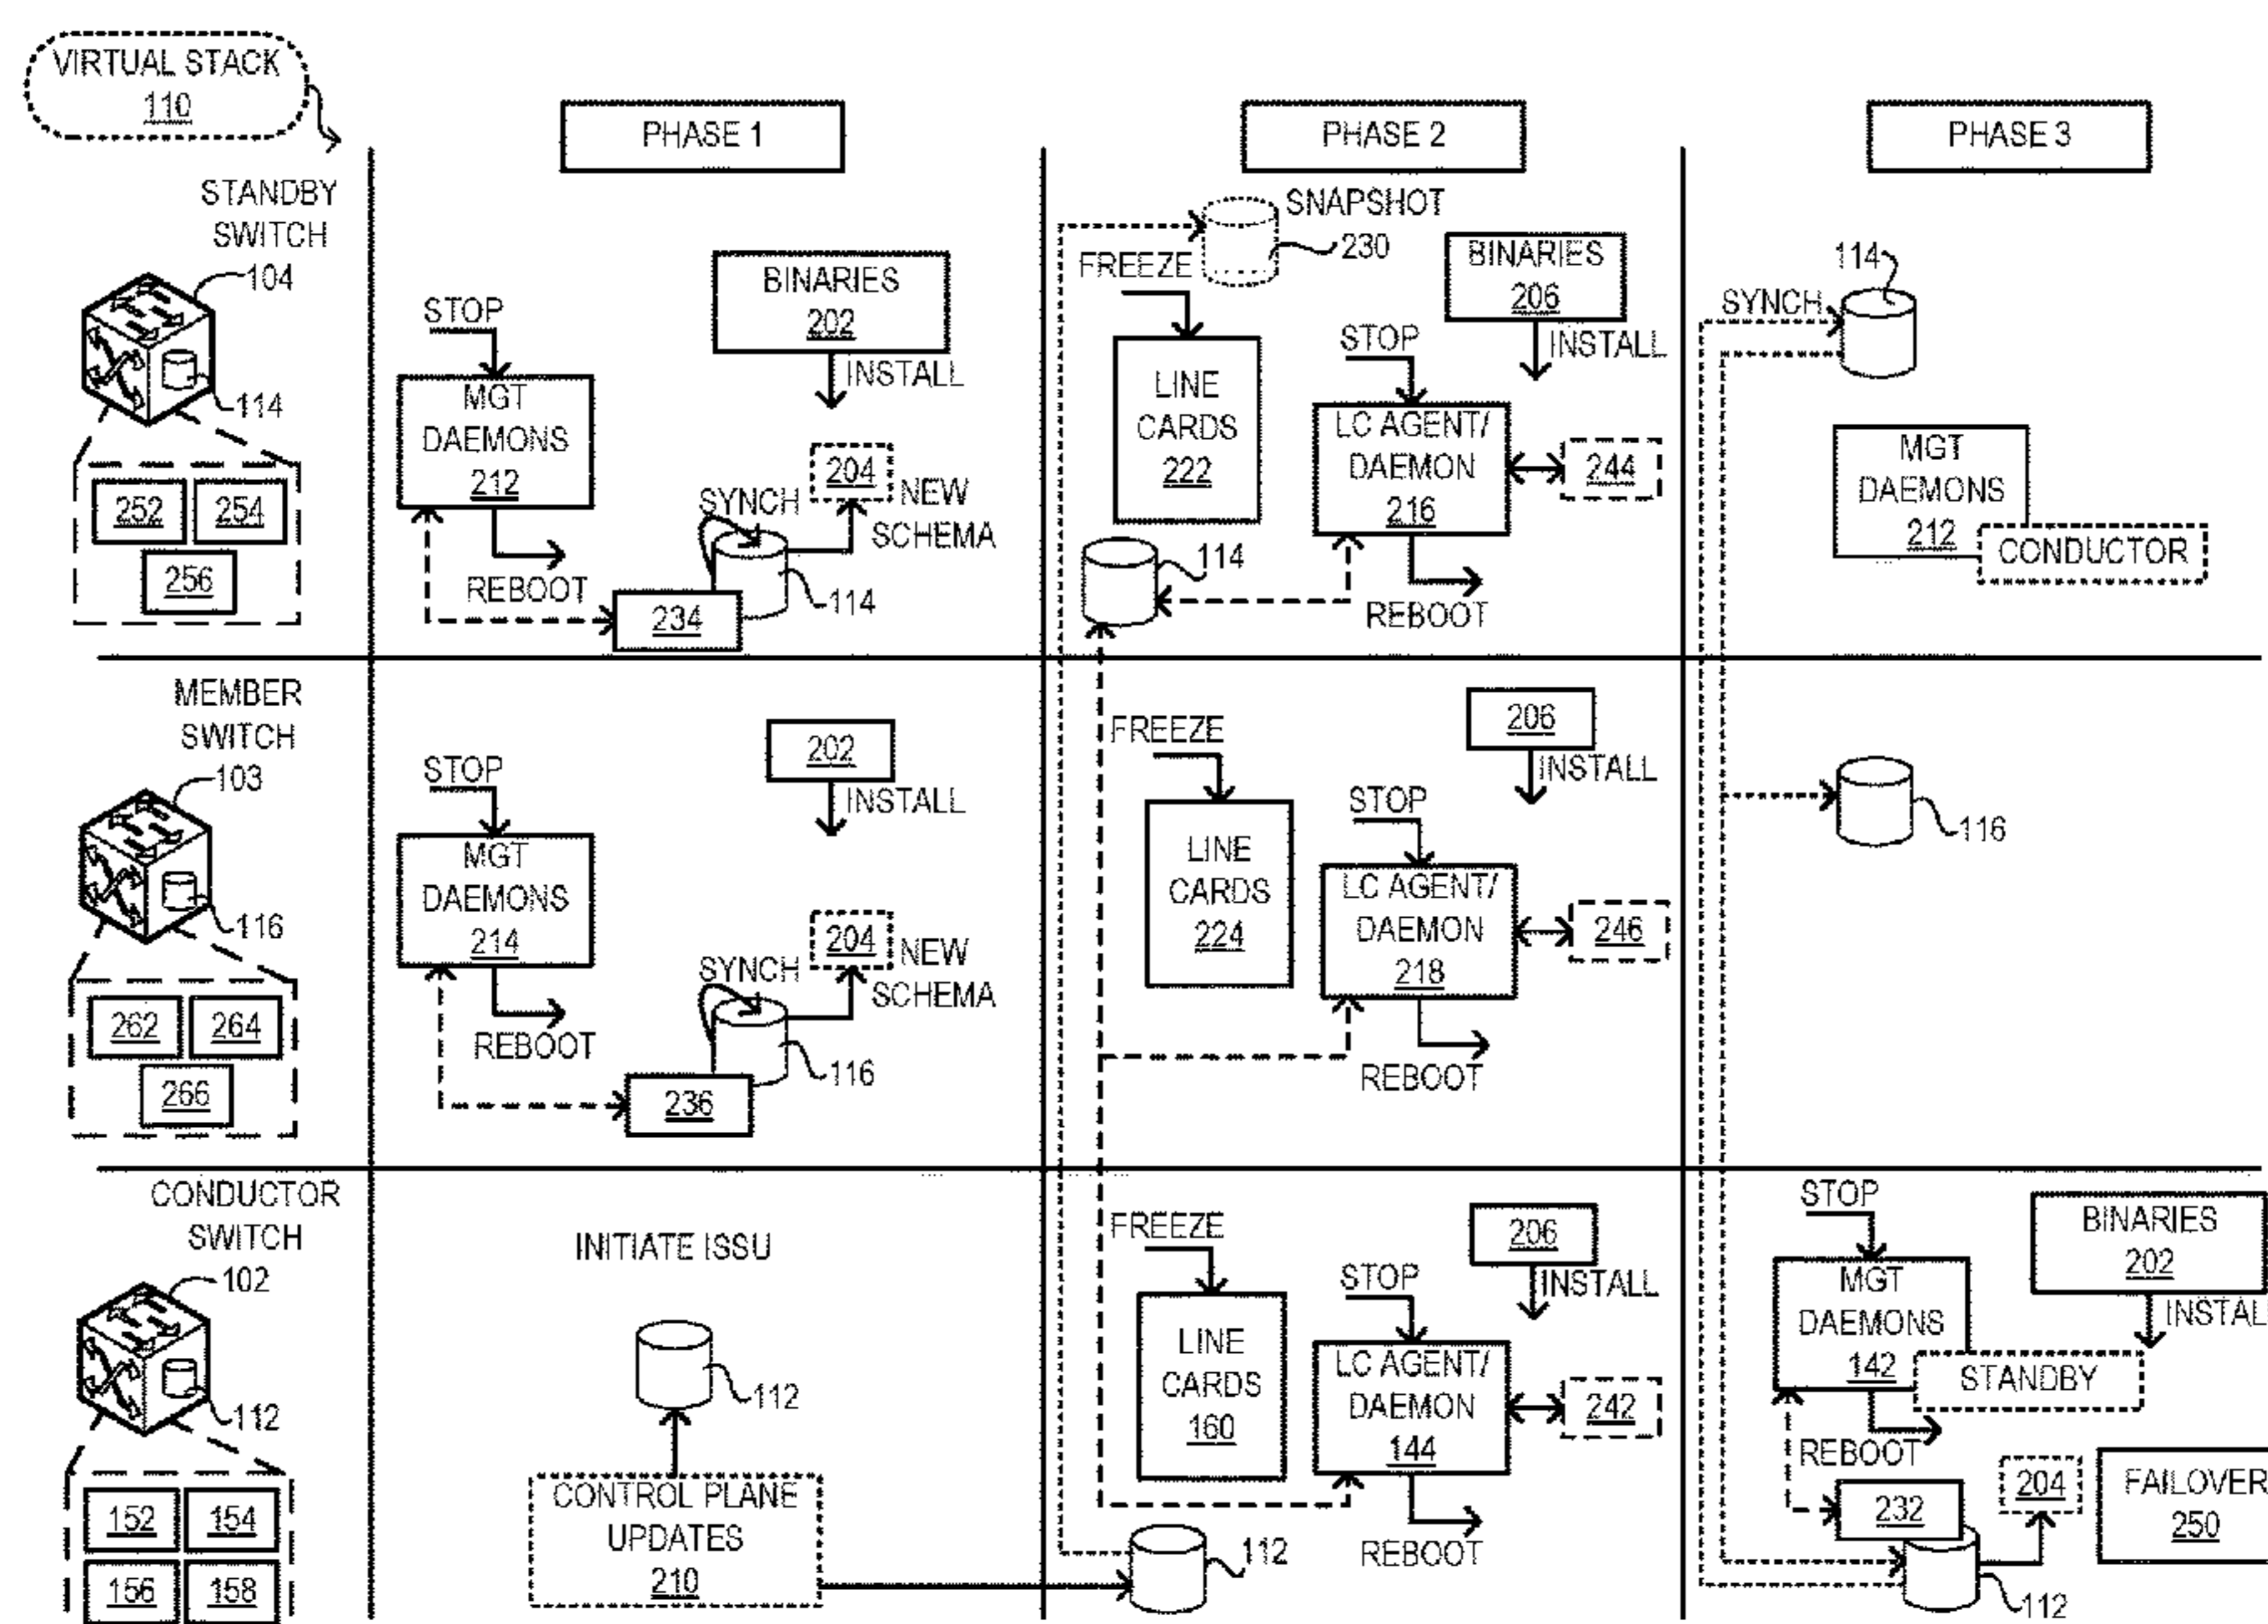 VIRTUAL STACK
110
PHASE 1
PHASE 2
PHASE 3
STANDBY
SWITCH
104
114
252
254
256
STOP
MGT
DAEMONS
212
REBOOT
BINARIES
202
INSTALL
SYNCH
204
NEW
SCHEMA
234
114
SNAPSHOT
230
FREEZE
LINE
CARDS
222
114
STOP
LC AGENT/
DAEMON
216
REBOOT
BINARIES
206
INSTALL
244
SYNCH
114
MGT
DAEMONS
212
CONDUCTOR
MEMBER
SWITCH
103
116
262
264
266
STOP
MGT
DAEMONS
214
REBOOT
202
INSTALL
SYNCH
204
NEW
SCHEMA
236
116
FREEZE
LINE
CARDS
224
STOP
LC AGENT/
DAEMON
218
REBOOT
206
INSTALL
246
116
CONDUCTOR
SWITCH
102
112
152
154
156
158
INITIATE ISSU
112
CONTROL PLANE
UPDATES
210
FREEZE
LINE
CARDS
160
STOP
LC AGENT/
DAEMON
144
REBOOT
206
INSTALL
242
112
STOP
MGT
DAEMONS
142
STANDBY
REBOOT
BINARIES
202
INSTAL
232
204
112
FAILOVER
250